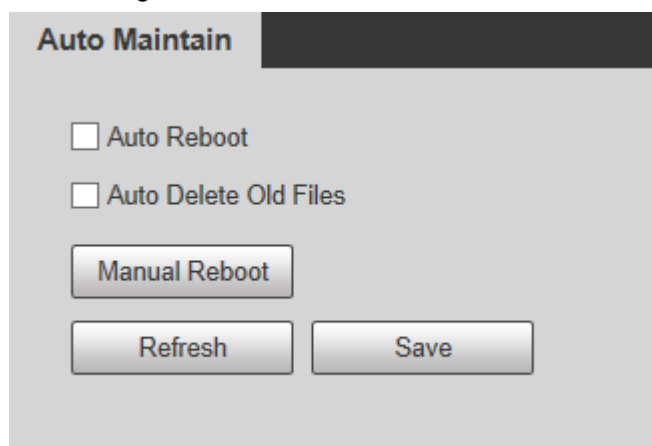 Auto Maintain
Auto Reboot
Auto Delete Old Files
Manual Reboot
Refresh Save